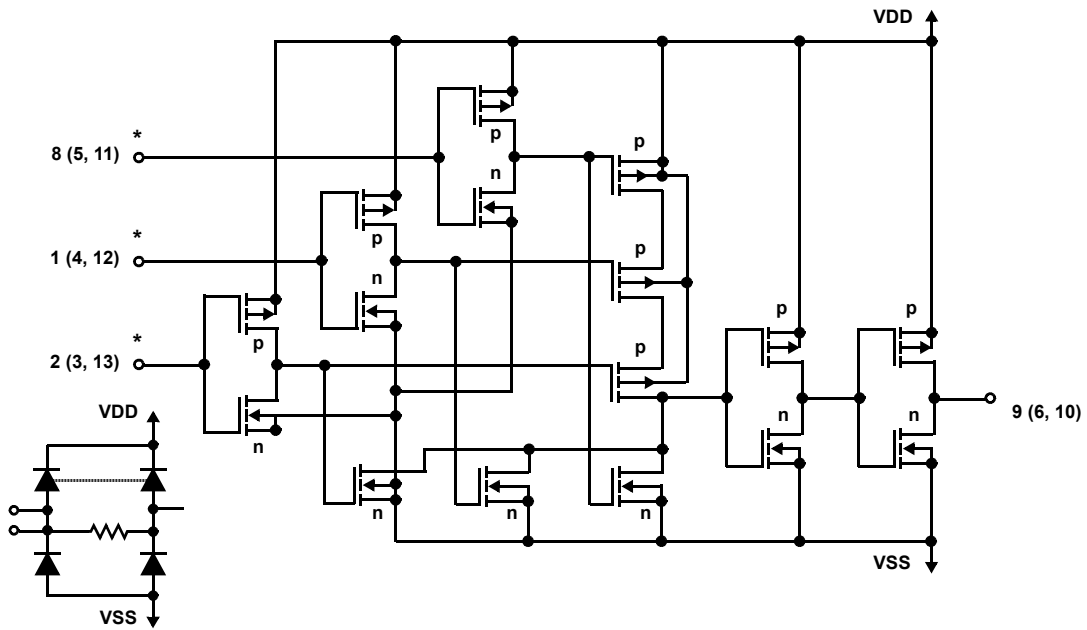 VDD
*
8 (5, 11)
p
n
p
*
1 (4, 12)
p
n
p
*
2 (3, 13)
p
n
p
p
p
n
n
9 (6, 10)
VDD
n
n
n
VSS
VSS